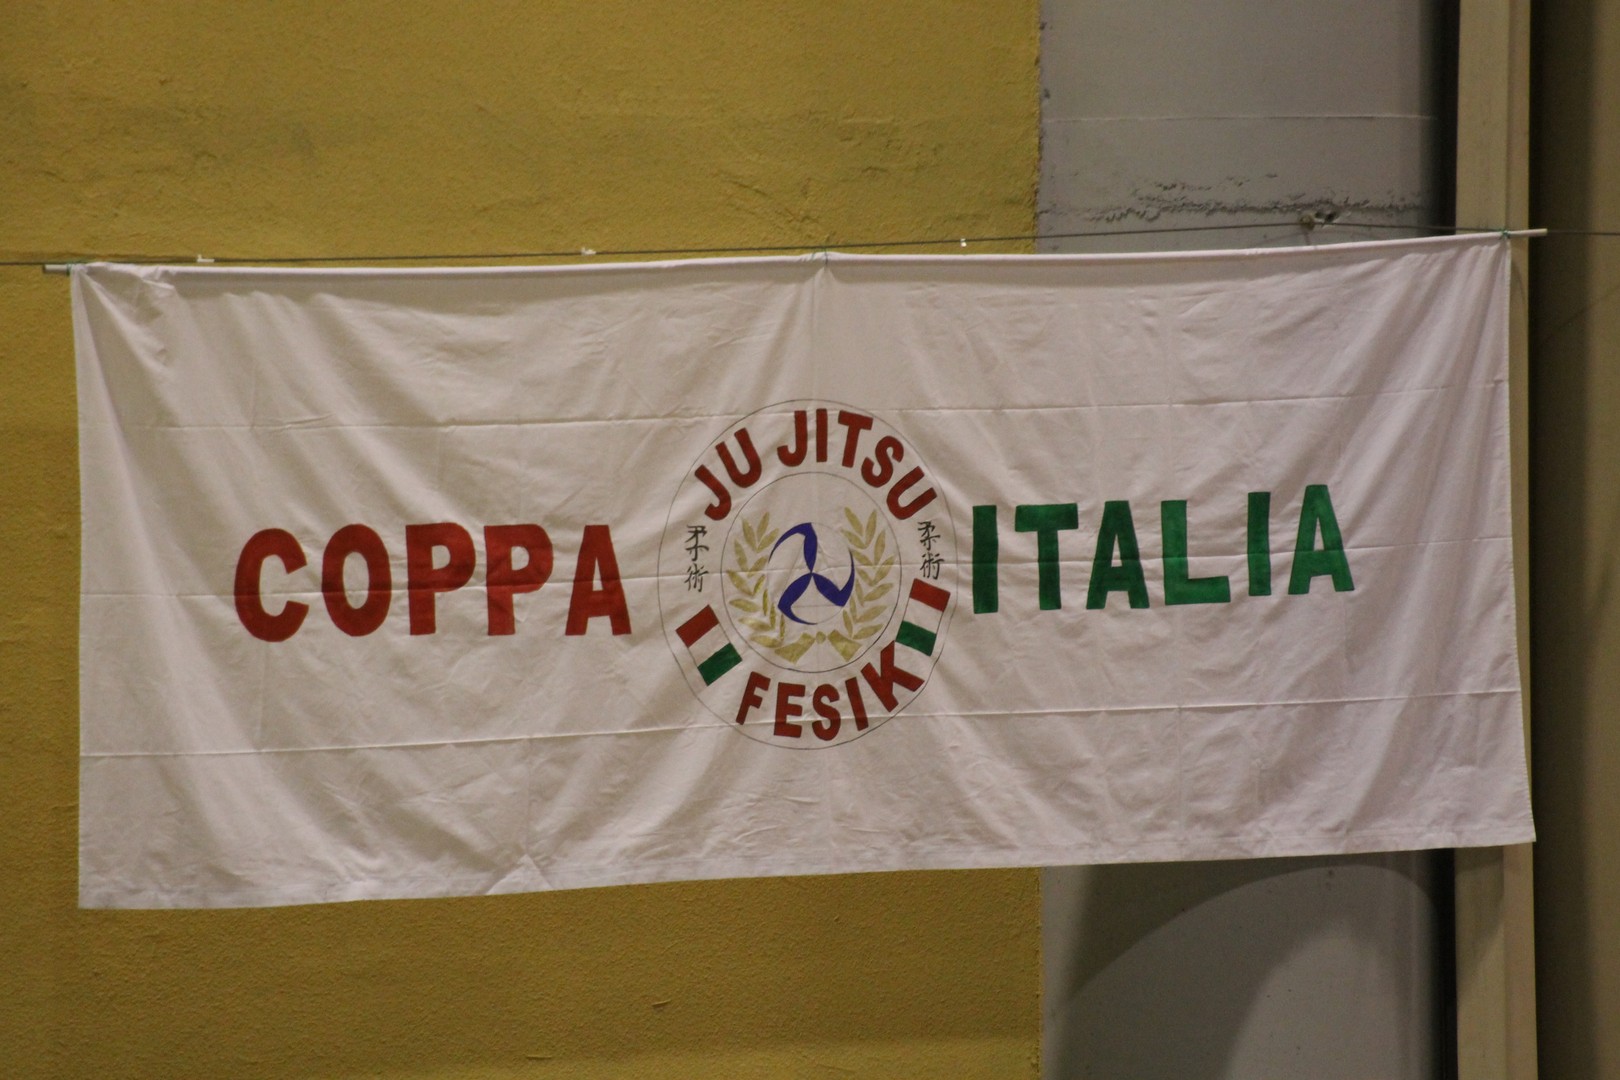 COPPA
JU JITSU
柔術
柔術
FESIK
ITALIA